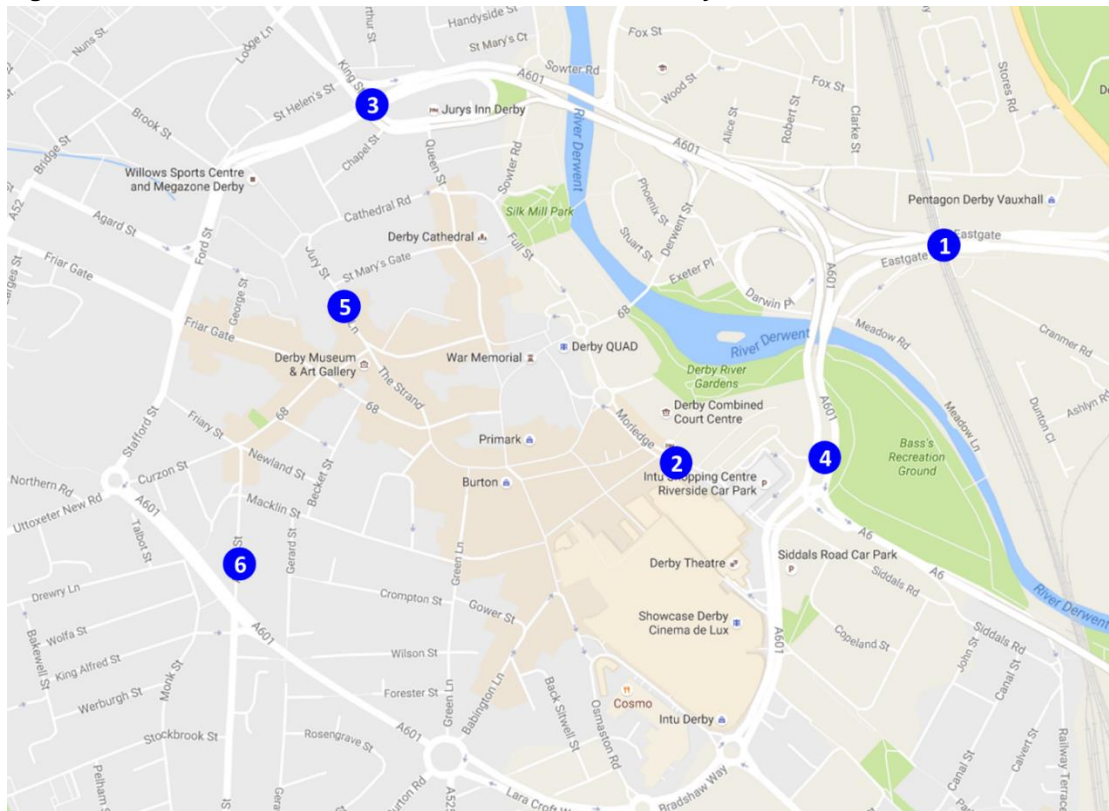 Handyside St
Fox St
Lodge Ln
Nuns St
St Mary's Ct
A601
Sowter Rd
King St
Stores Rd
Wood St
Fox St
3
St Helen's St
Jurys Inn Derby
Brook St
Alice St
Robert St
Clarke St
River Derwent
A601
Bridge St
Chapel St
Queen St
Willows Sports Centre
and Megazone Derby
Sowter Rd
A52
Phoenix St
Pentagon Derby Vauxhall
Cathedral Rd
Silk Mill Park
Agard St
Derwent St
Ford St
Derby Cathedral
Full St
Stuart St
Eastgate
1
Eastgate
Friar Gate
Jury St
St Mary's Gate
Exeter Pl
A601
George St
Darwin Pl
5
68
Meadow Rd
Friar Gate
River Derwent
Cranmer Rd
Derby QUAD
Derby Museum
& Art Gallery
War Memorial
The Strand
Derby River
Gardens
Meadow Ln
Ashlyn Rd
Dunton Cl
Stafford St
Friary St
68
68
Derby Combined
Court Centre
A601
Morledge
Primark
Bass's
Recreation
Ground
Curzon St
Newland St
Becket St
2
4
Northern Rd
Burton
Intu Shopping Centre
Riverside Car Park
Uttoxeter New Rd
Macklin St
A601
Talbot St
Gerard St
A6
6
Green Ln
Derby Theatre
Siddals Road Car Park
Drewry Ln
Crompton St
Siddals Rd
A6
River Derwent
Gower St
Bakewell St
Wolfa St
Showcase Derby
Cinema de Lux
A601
Copeland St
Siddals Rd
King Alfred St
A601
Wilson St
John St
Canal St
Werburgh St
Monk St
Forester St
Green Ln
Babington Ln
Back Sitwell St
Cosmo
Osmaston Rd
Intu Derby
Stockbrook St
Rosengrave St
Canal St
Calvert St
Railway Terrace
Pelham St
Burton Rd
Lara Croft Way
Bradshaw Way